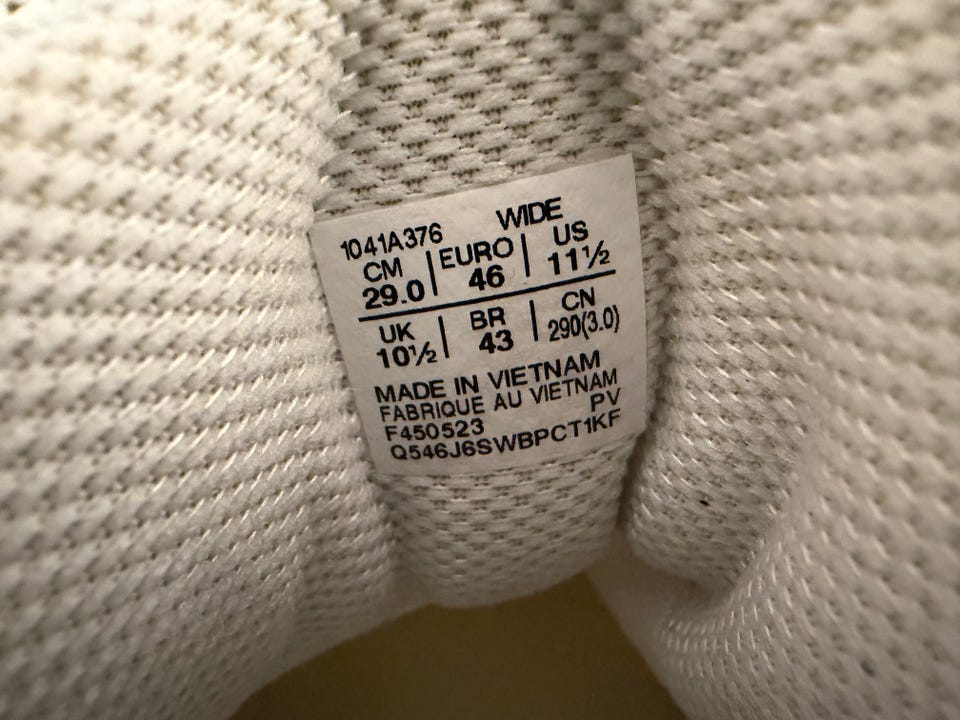 1041A376 WIDE
CM | EURO | US
29.0 | 46 | 11½
UK | BR | CN
10½ | 43 | 290(3.0)
MADE IN VIETNAM
FABRIQUE AU VIETNAM
F450523 PV
Q546J6SWBPCT1KF